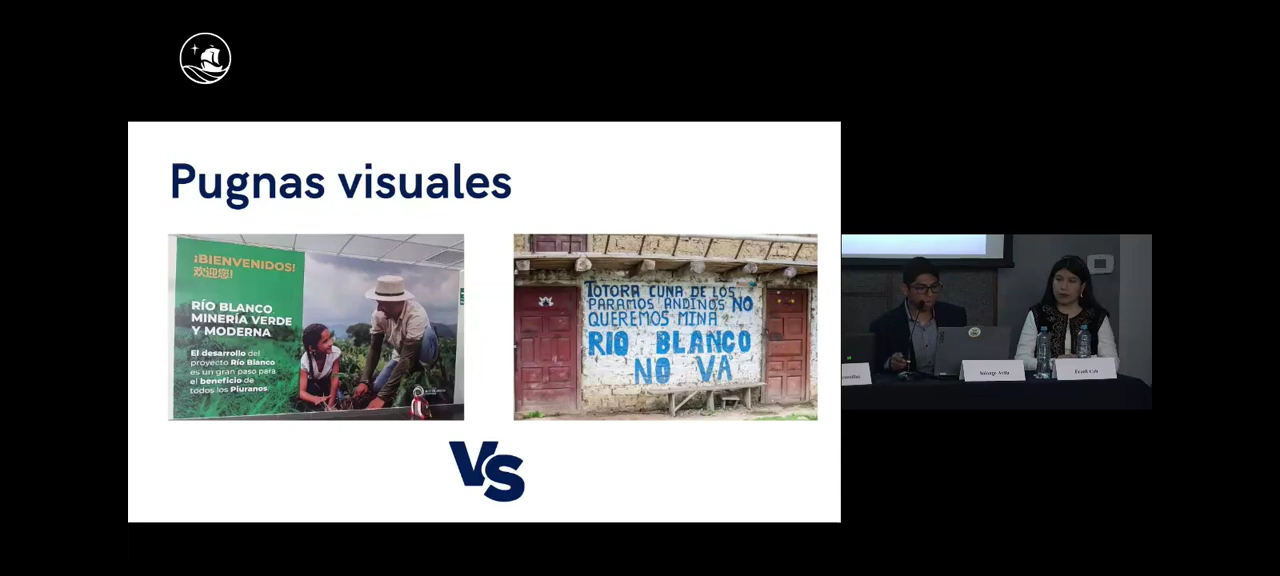 Pugnas visuales
¡BIENVENIDOS!
欢迎您!
RÍO BLANCO
MINERÍA VERDE
Y MODERNA
El desarrollo del
proyecto Río Blanco
es un gran paso para
el beneficio de
todos los Piuranos.
TOTORA CUNA DE LOS
PARAMOS ANDINOS NO
QUEREMOS MINA
RIO BLANCO
NO VA
VS